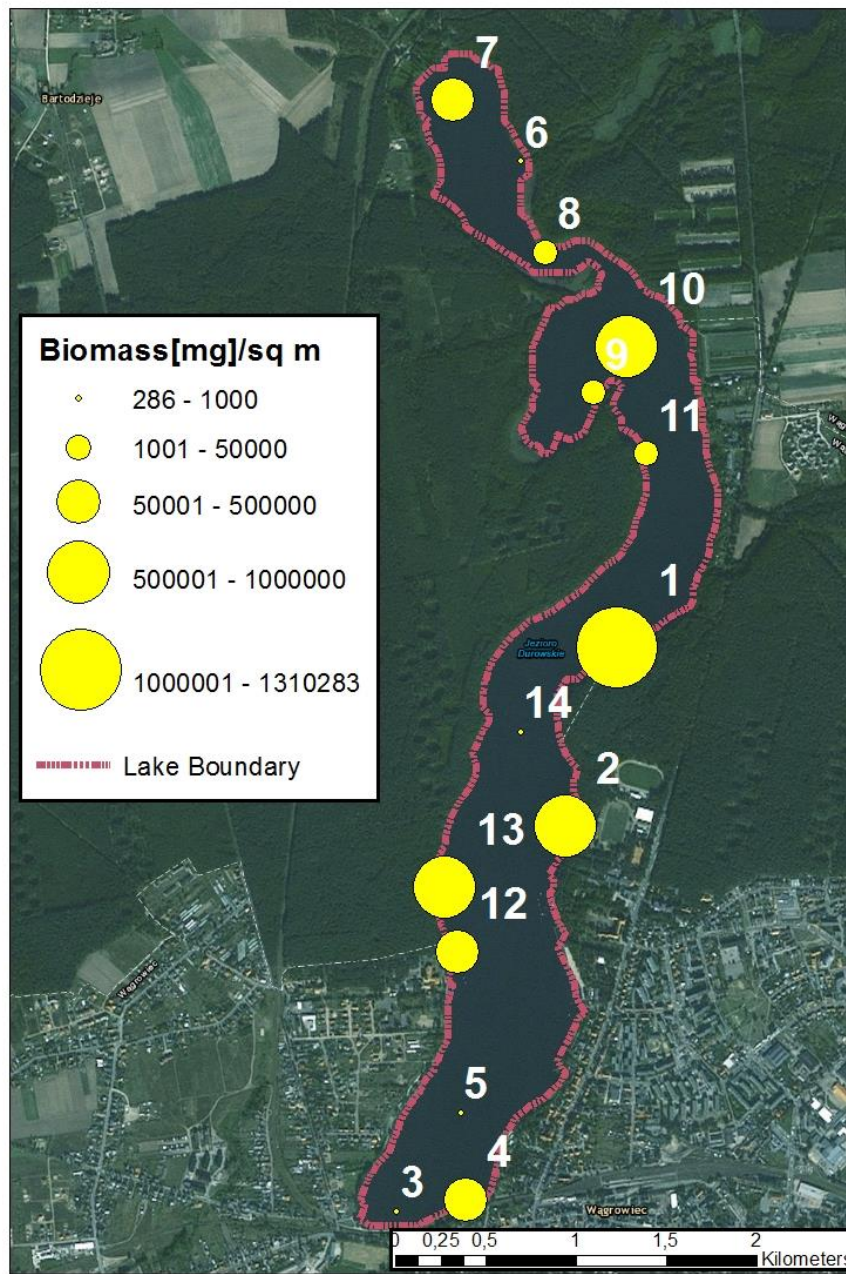 7
Bartodzieje
6
8
10
Biomass[mg]/sq m
9
286 - 1000
11
1001 - 50000
50001 - 500000
500001 - 1000000
1
Jezioro
Durowskie
1000001 - 1310283
14
Lake Boundary
2
13
12
Wągrowiec
5
4
3
Wągrowiec
0 0,25 0,5 1 1,5 2
Kilometers